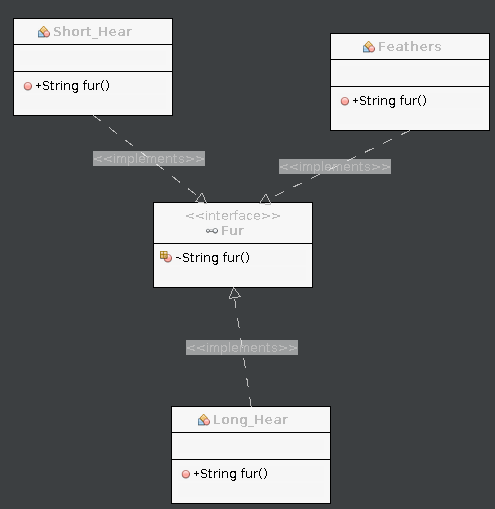 Short_Hear
+String fur()
Feathers
+String fur()
<<implements>>
<<implements>>
<<interface>>
Fur
~String fur()
<<implements>>
Long_Hear
+String fur()